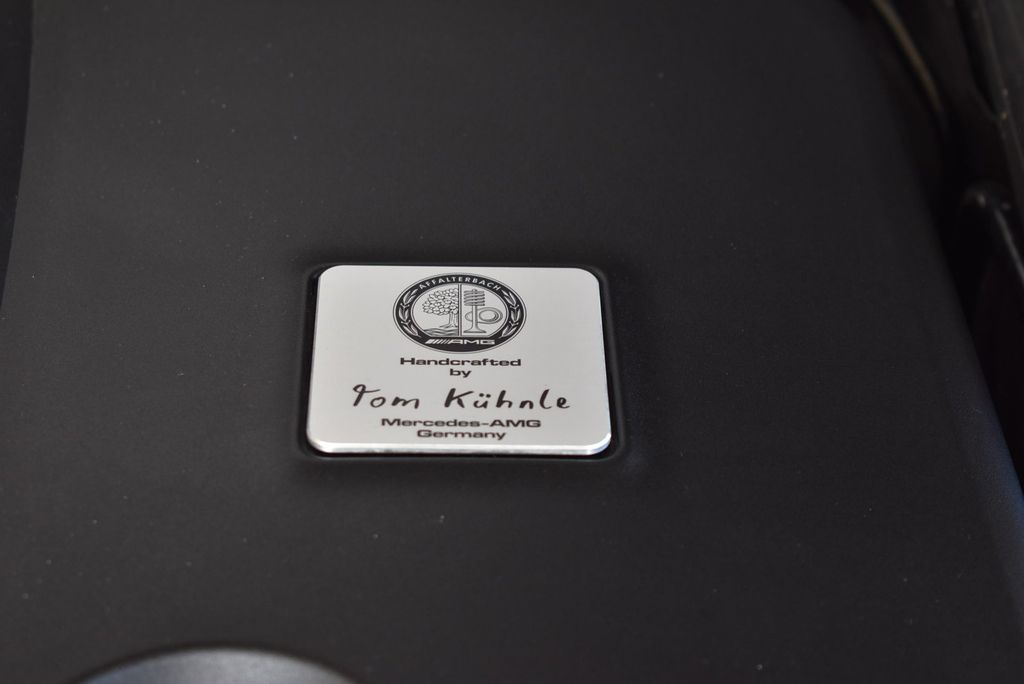 AFFALTERBACH
AMG
Handcrafted
by
Tom Kühnle
Mercedes-AMG
Germany